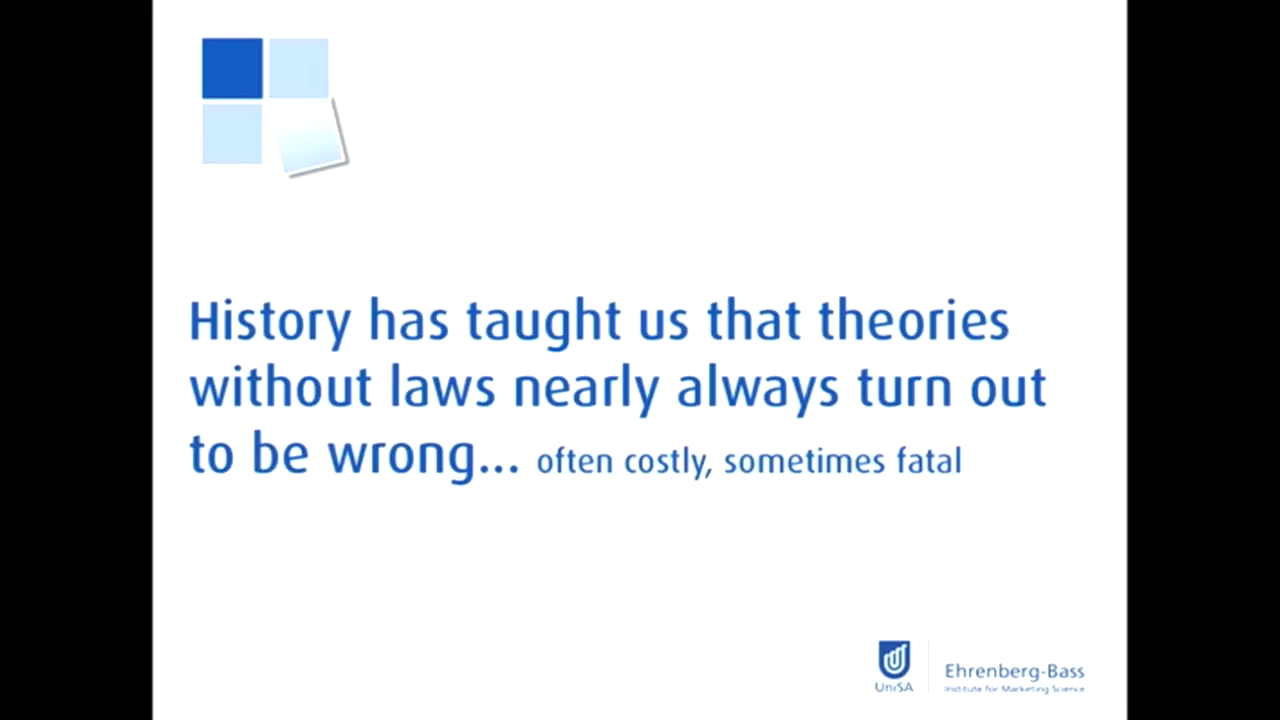 History has taught us that theories
without laws nearly always turn out
to be wrong... often costly, sometimes fatal
UniSA
Ehrenberg-Bass
Institute for Marketing Science